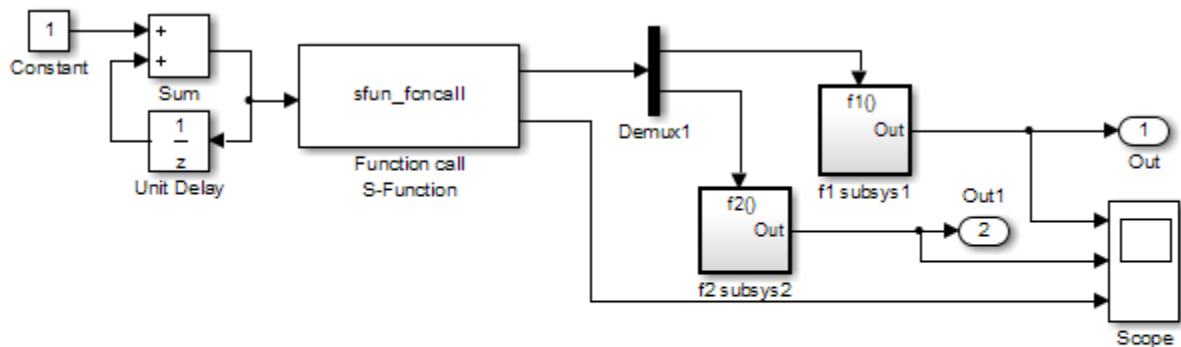 1
Constant
+
+
Sum
1
z
Unit Delay
sfun_fcncall
Function call
S-Function
Demux1
f1()
Out
f1 subsys1
f2()
Out
f2 subsys2
1
Out
Out1
2
Scope